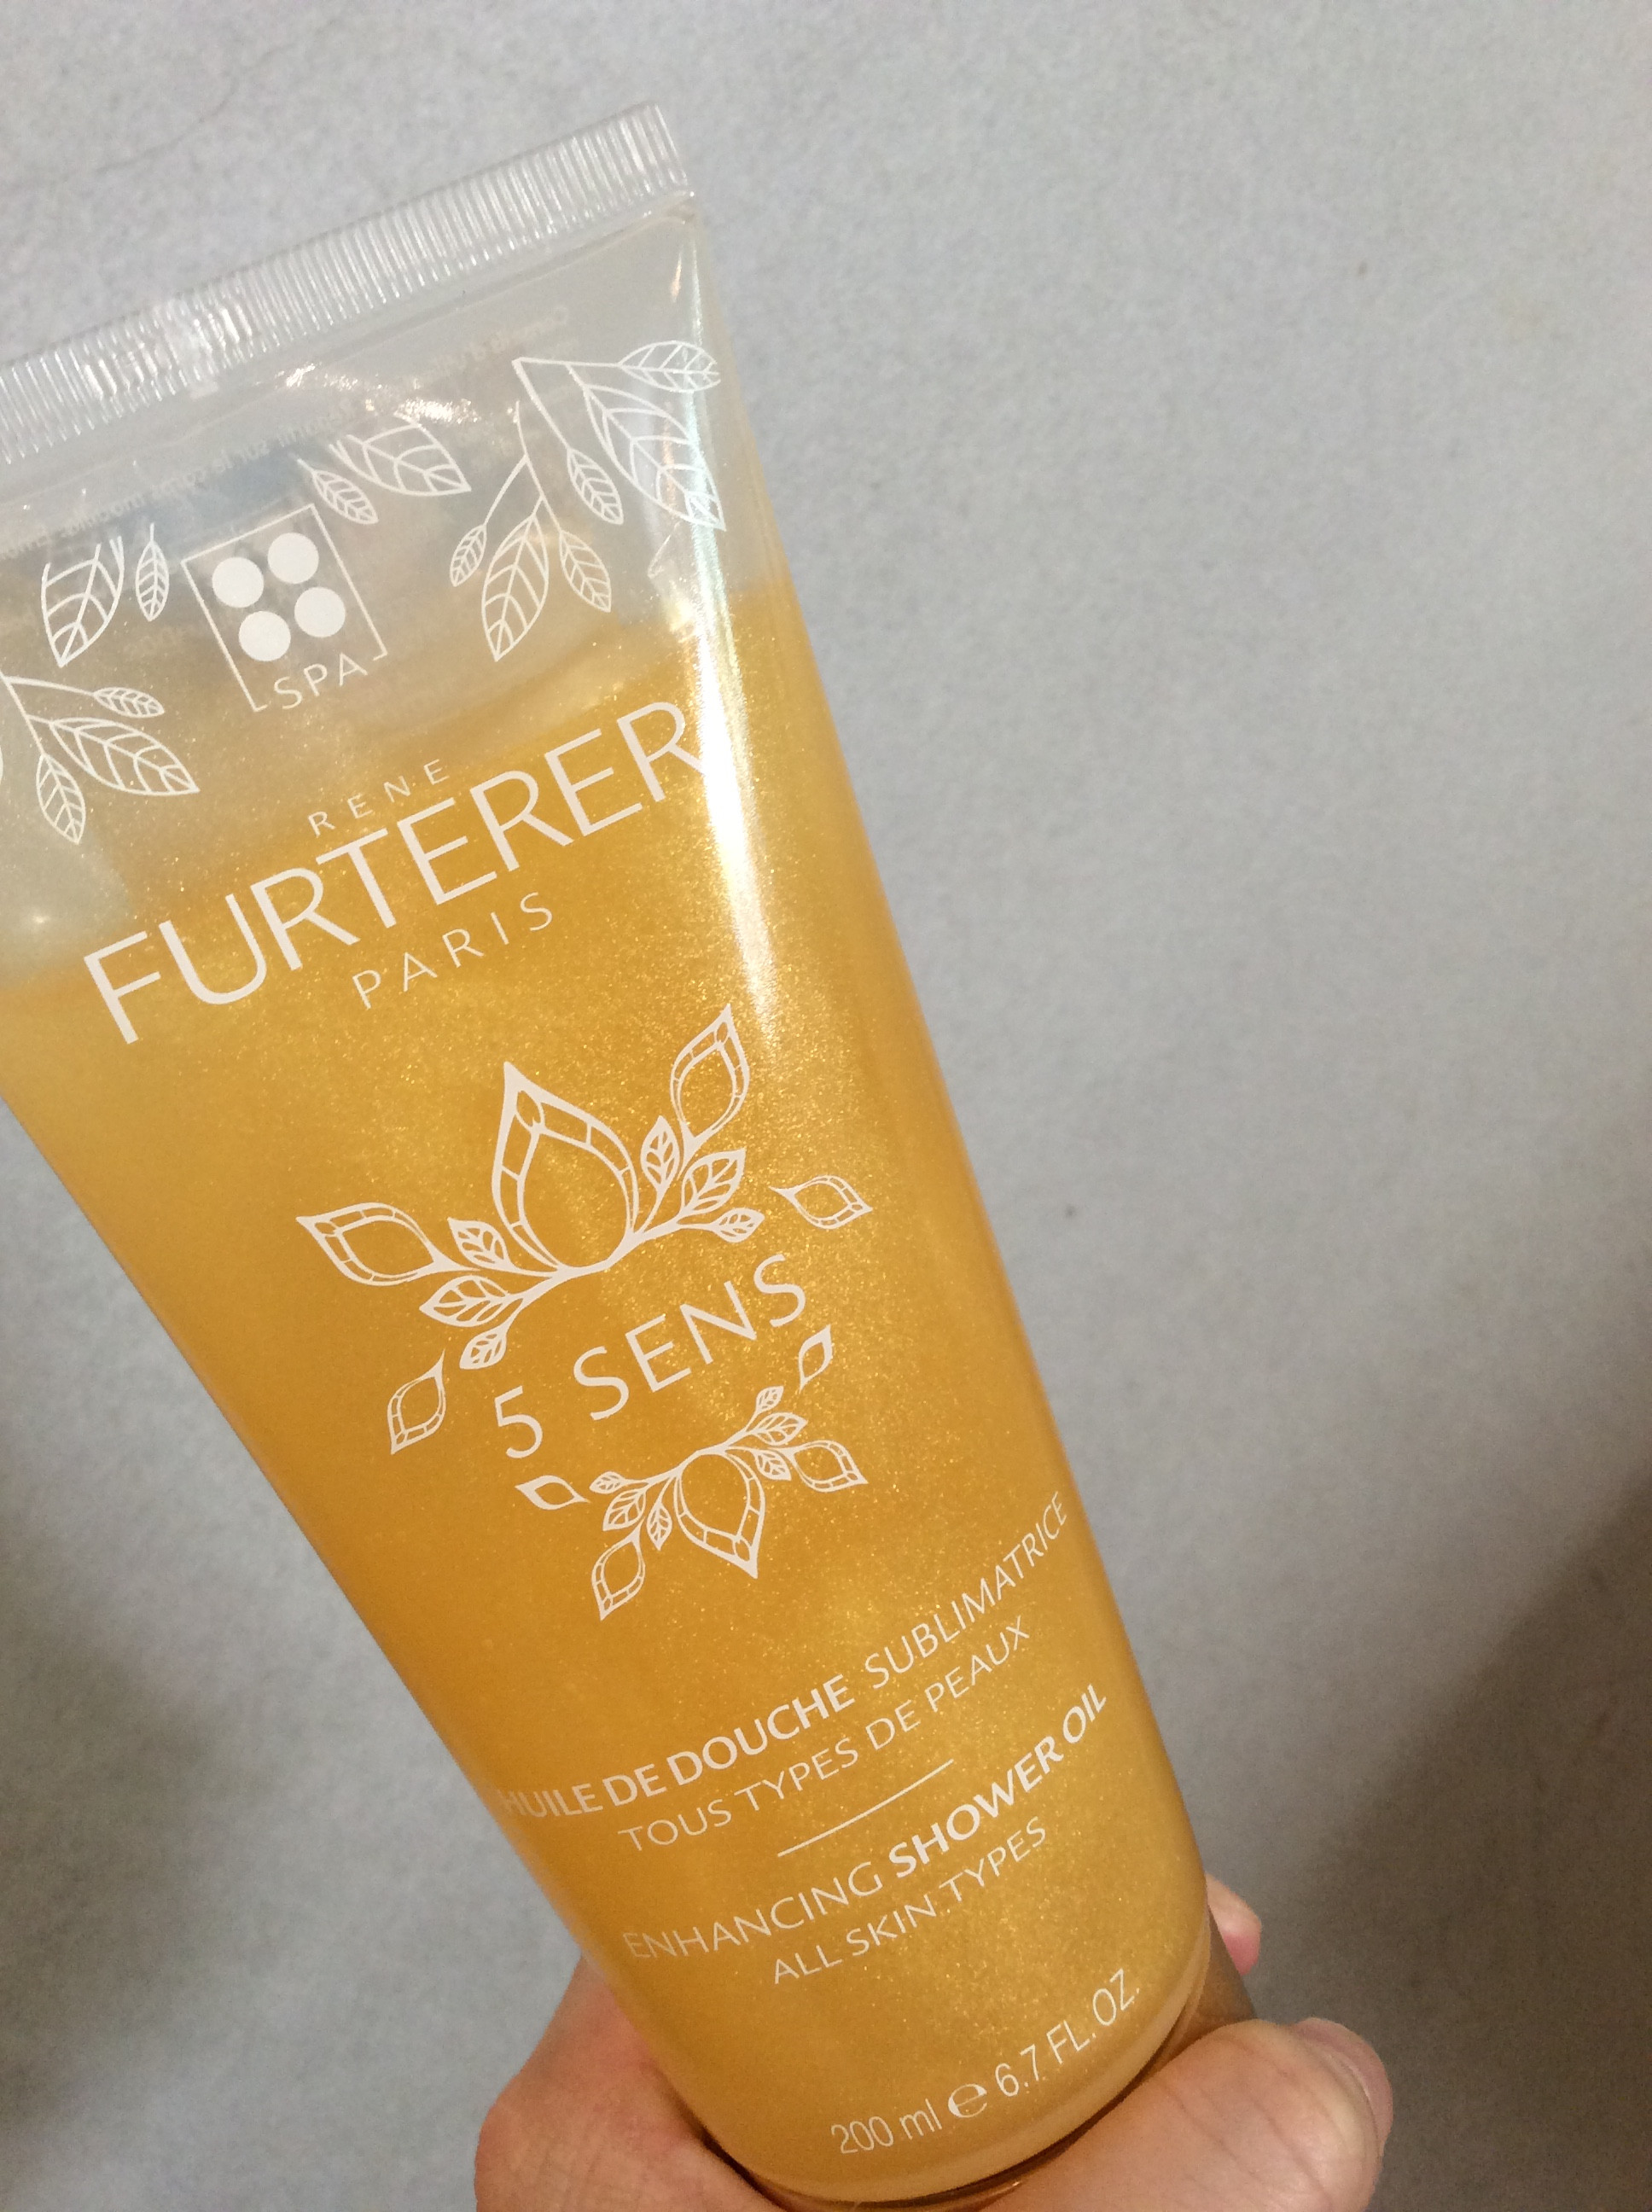 SPA
RENE
FURTERER
PARIS
5 SENS
HUILE DE DOUCHE SUBLIMATRICE
TOUS TYPES DE PEAUX
ENHANCING SHOWER OIL
ALL SKIN TYPES
200 ml e 6.7 FL. OZ.